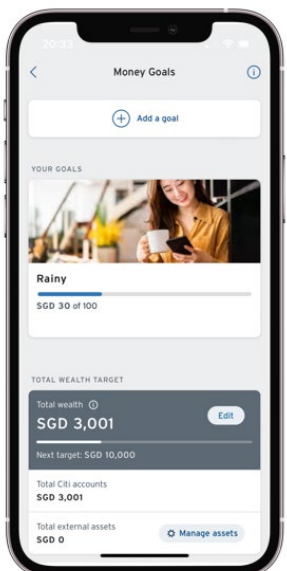 20:33
Money Goals
Add a goal
YOUR GOALS
Rainy
SGD 30 of 100
TOTAL WEALTH TARGET
Total wealth
SGD 3,001
Edit
Next target: SGD 10,000
Total Citi accounts
SGD 3,001
Total external assets
SGD 0
Manage assets